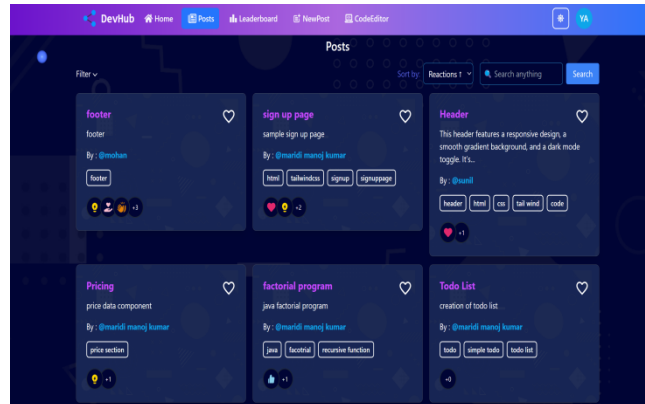 DevHub Home Posts Leaderboard NewPost CodeEditor YA
Posts
Filter Sort by: Reactions ↑ Search anything Search
footer
footer
By : @mohan
footer
+3
sign up page
sample sign up page
By : @maridi manoj kumar
html tailwindcss signup signuppage
+2
Header
This header features a responsive design, a
smooth gradient background, and a dark mode
toggle. It's...
By : @sunil
header html css tail wind code
+1
Pricing
price data component
By : @maridi manoj kumar
price section
+1
factorial program
java factorial program
By : @maridi manoj kumar
java facotrial recursive function
+1
Todo List
creation of todo list
By : @maridi manoj kumar
todo simple todo todo list
+0